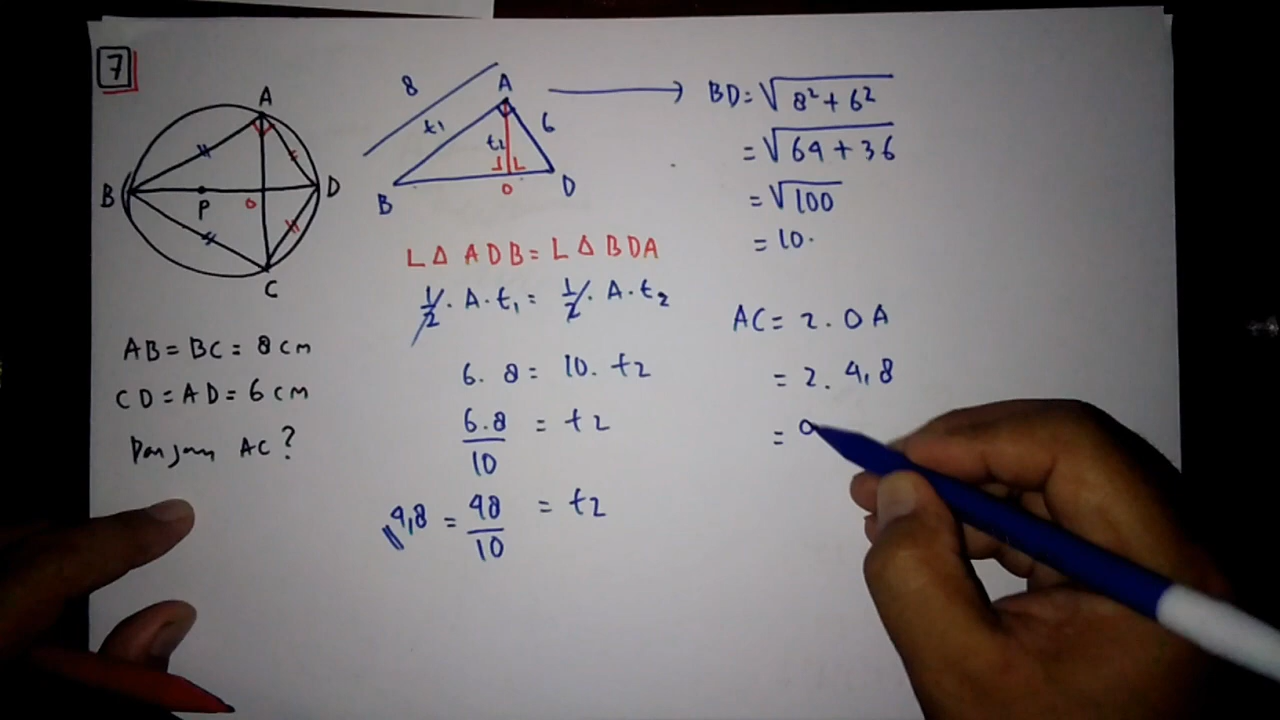 7
A
B
P
O
D
C
AB = BC = 8 cm
CD = AD = 6 cm
Panjang AC ?
8
A
t₁
t₂
6
B
O
D
L Δ ADB = L Δ BDA
1/2 . A . t₁ = 1/2 . A . t₂
6 . 8 = 10 . t2
6.8/10 = t2
4,8 = 48/10 = t2
BD = √8² + 6²
= √64 + 36
= √100
= 10.
AC = 2 . OA
= 2 . 4,8
=